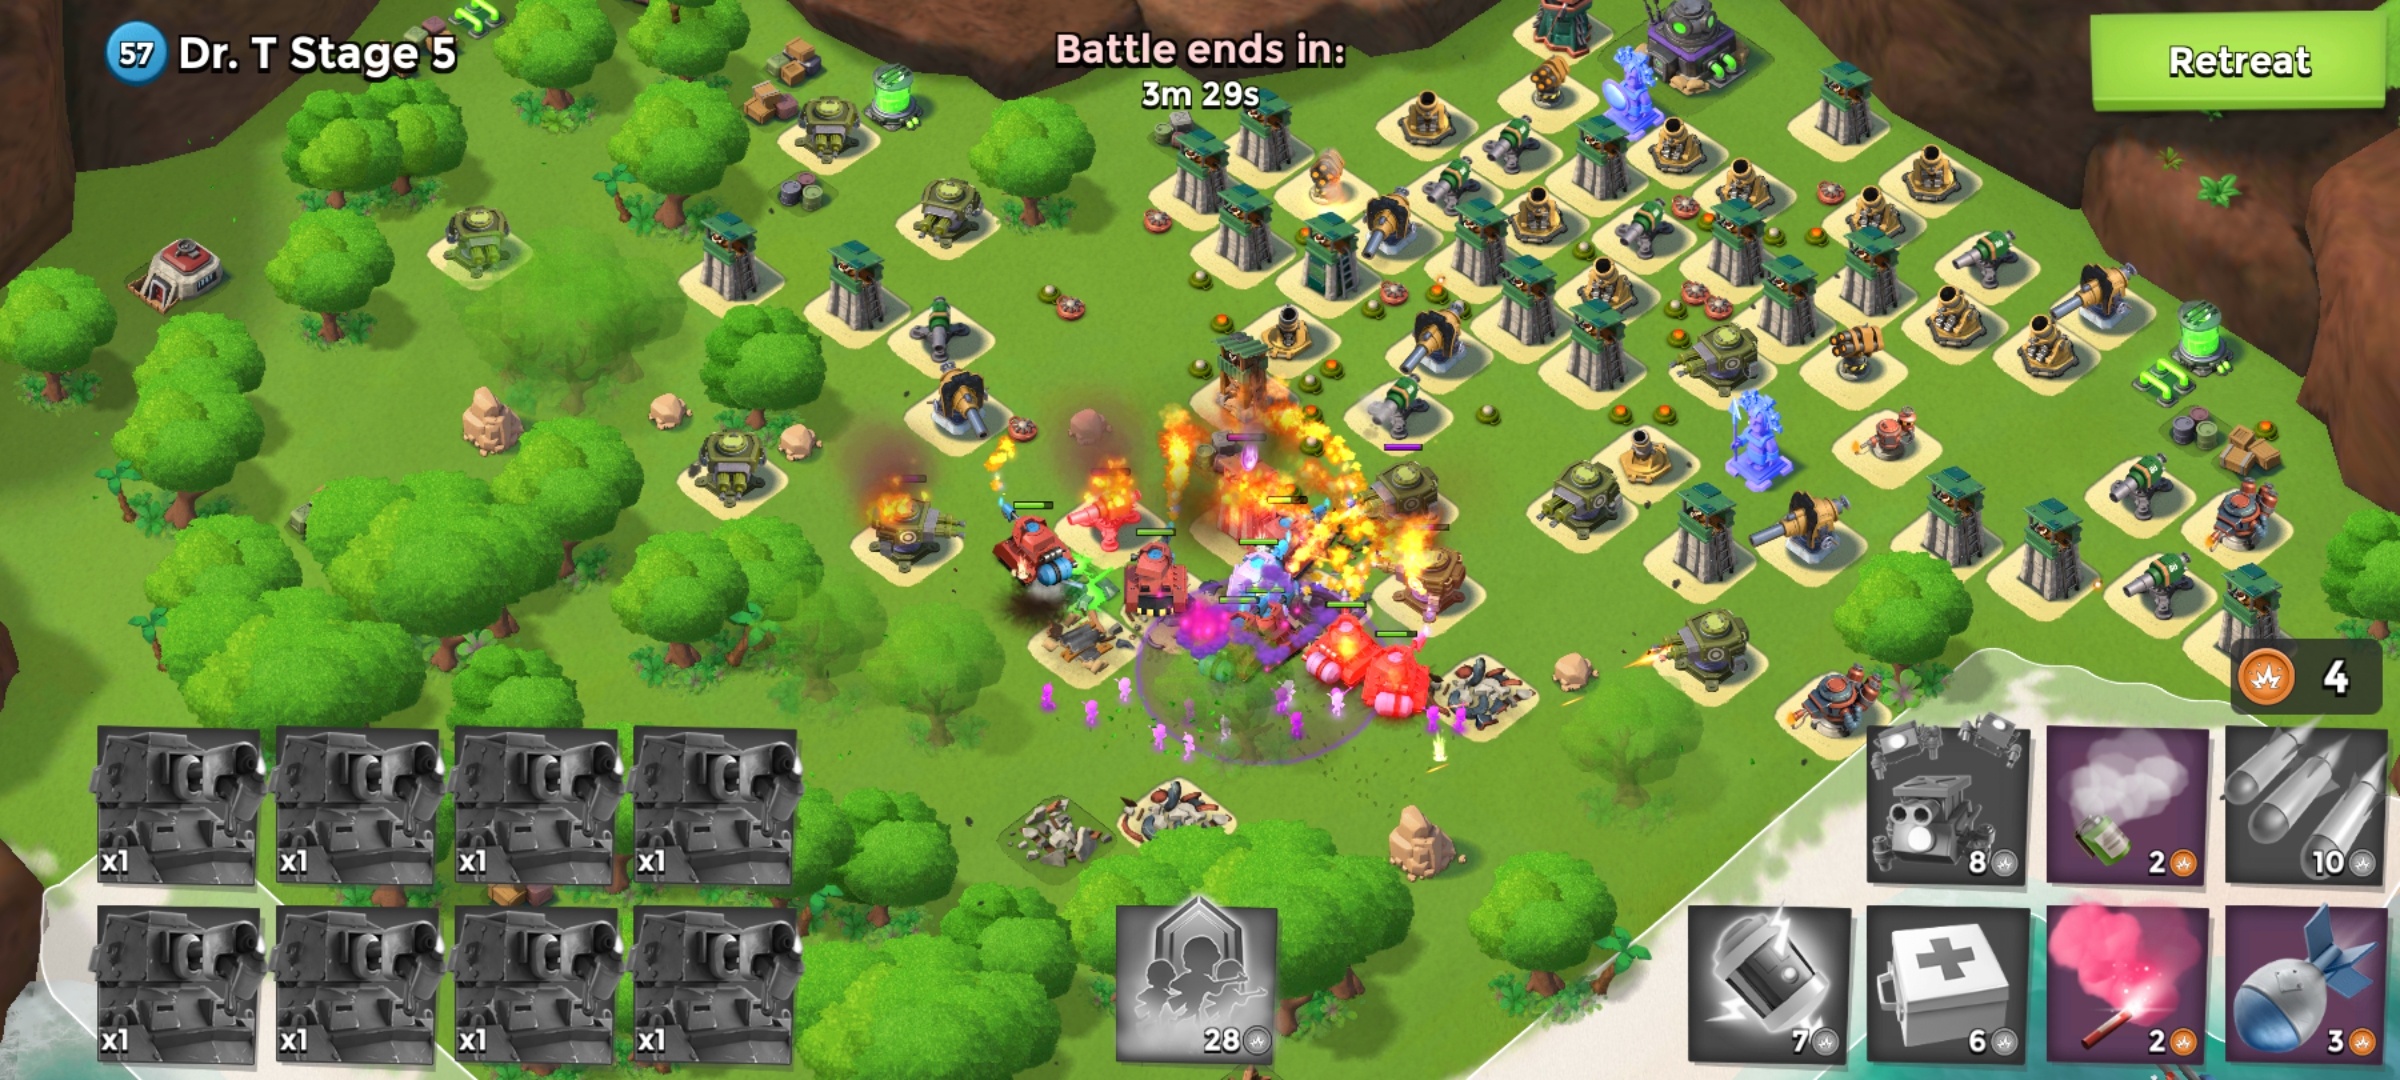 57 Dr. T Stage 5
Battle ends in:
3m 29s
Retreat
4
x1 x1 x1 x1
8 2 10
x1 x1 x1 x1
28
7 6 2 3